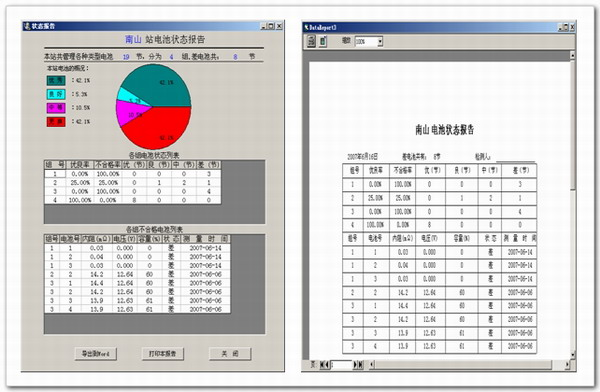 状态报告
南山 站电池状态报告
本站共管理各种类型电池 19 节，分为 4 组，差电池共： 8 节
本站电池的概况：
: 42.1%
良好 : 5.3%
: 10.5%
: 42.1%
42.1%
10.5%
42.1%
各组电池状态列表
组 号 优良率 不合格率 优（节） 良（节） 中（节） 差（节）
1 0.00% 100.00% 0 0 0 3
2 25.00% 25.00% 0 1 2 1
3 0.00% 100.00% 0 0 0 4
4 8 0 0 0
各组不合格电池列表
组号 电池号 内阻(mΩ) 电压(V) 容量(%) 状 态 测 量 时 间
1 1 0.03 0.000 0 差 2007-06-14
1 2 0.04 0.000 0 差 2007-06-14
1 3 0.03 0.000 0 差 2007-06-14
2 2 14.2 12.64 60 差 2007-06-06
3 1 14.4 12.64 60 差 2007-06-06
3 2 14.2 12.64 60 差 2007-06-06
3 3 13.9 12.63 61 差 2007-06-06
3 4 13.9 12.63 61 差 2007-06-06
导出到Word 打印本报告 关 闭
DataReport3
缩放 100%
南山 电池状态报告
2007年6月16日 差电池共有： 8节 检测人：
组号 优良率 不合格率 优（节） 良（节） 中（节） 差（节）
1 0.00% 100.00% 0 0 0 3
2 25.00% 25.00% 0 1 2 1
3 0.00% 100.00% 0 0 0 4
4 8 0 0 0
组号 电池号 内阻(mΩ) 电压(V) 容量(%) 状 态 测 量 时 间
1 1 0.03 0.000 0 差 2007-06-14
1 2 0.04 0.000 0 差 2007-06-14
1 3 0.03 0.000 0 差 2007-06-14
2 2 14.2 12.64 60 差 2007-06-06
3 1 14.4 12.64 60 差 2007-06-06
3 2 14.2 12.64 60 差 2007-06-06
3 3 13.9 12.63 61 差 2007-06-06
3 4 13.9 12.63 61 差 2007-06-06
页